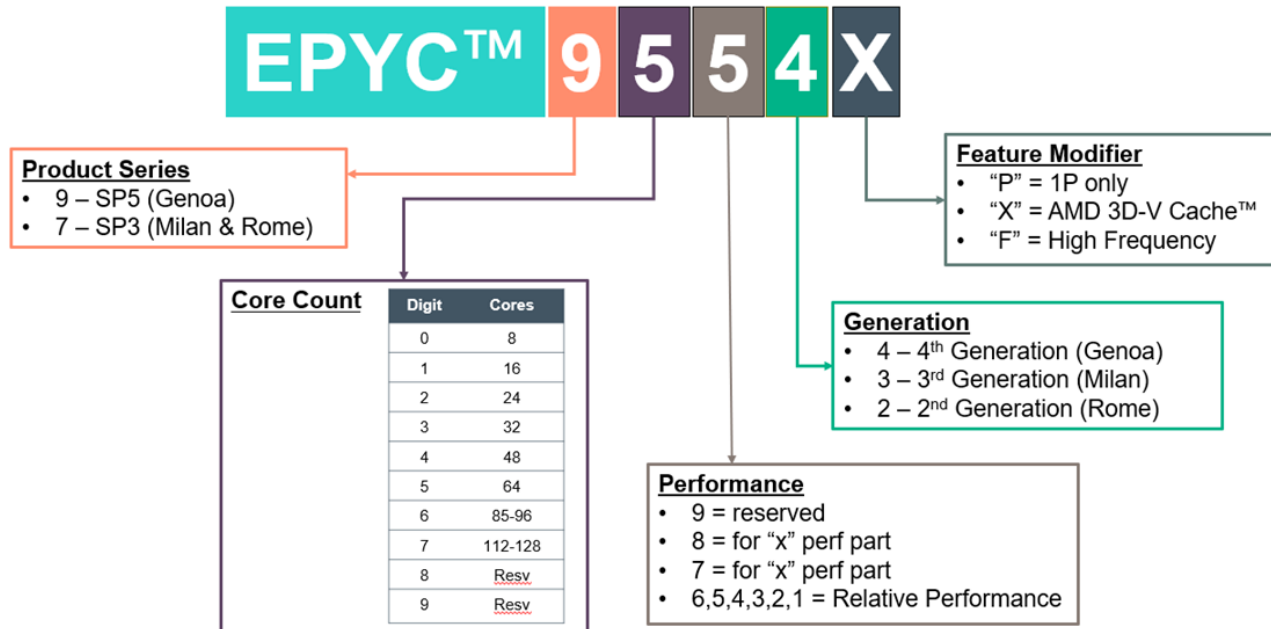 EPYC™ 9 5 5 4 X
Product Series
• 9 – SP5 (Genoa)
• 7 – SP3 (Milan & Rome)
Feature Modifier
• “P” = 1P only
• “X” = AMD 3D-V Cache™
• “F” = High Frequency
Core Count
Digit Cores
0 8
1 16
2 24
3 32
4 48
5 64
6 85-96
7 112-128
8 Resv
9 Resv
Generation
• 4 – 4th Generation (Genoa)
• 3 – 3rd Generation (Milan)
• 2 – 2nd Generation (Rome)
Performance
• 9 = reserved
• 8 = for “x” perf part
• 7 = for “x” perf part
• 6,5,4,3,2,1 = Relative Performance